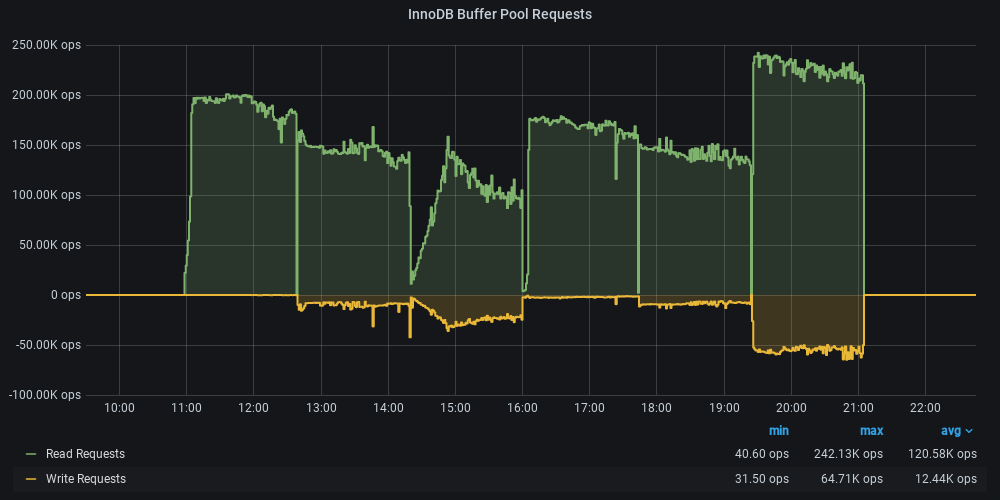 InnoDB Buffer Pool Requests
250.00K ops
200.00K ops
150.00K ops
100.00K ops
50.00K ops
0 ops
-50.00K ops
-100.00K ops
10:00 11:00 12:00 13:00 14:00 15:00 16:00 17:00 18:00 19:00 20:00 21:00 22:00
min max avg
Read Requests 40.60 ops 242.13K ops 120.58K ops
Write Requests 31.50 ops 64.71K ops 12.44K ops